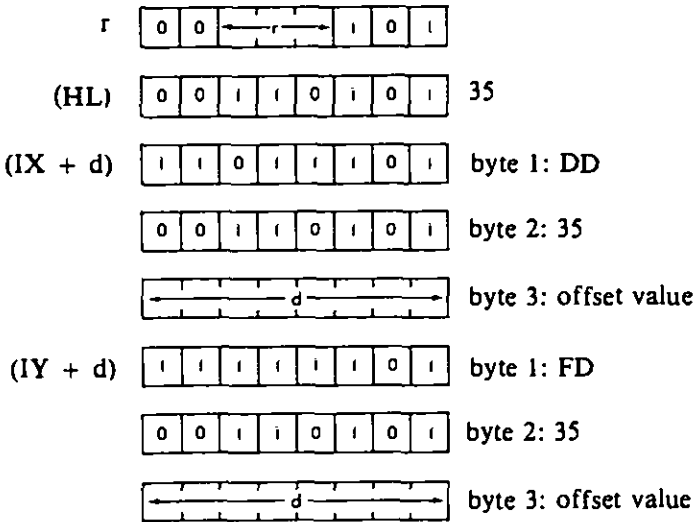 r 0 0 r 1 0 1
(HL) 0 0 1 1 0 1 0 1 35
(IX + d) 1 1 0 1 1 1 0 1 byte 1: DD
0 0 1 1 0 1 0 1 byte 2: 35
d byte 3: offset value
(IY + d) 1 1 1 1 1 1 0 1 byte 1: FD
0 0 1 1 0 1 0 1 byte 2: 35
d byte 3: offset value